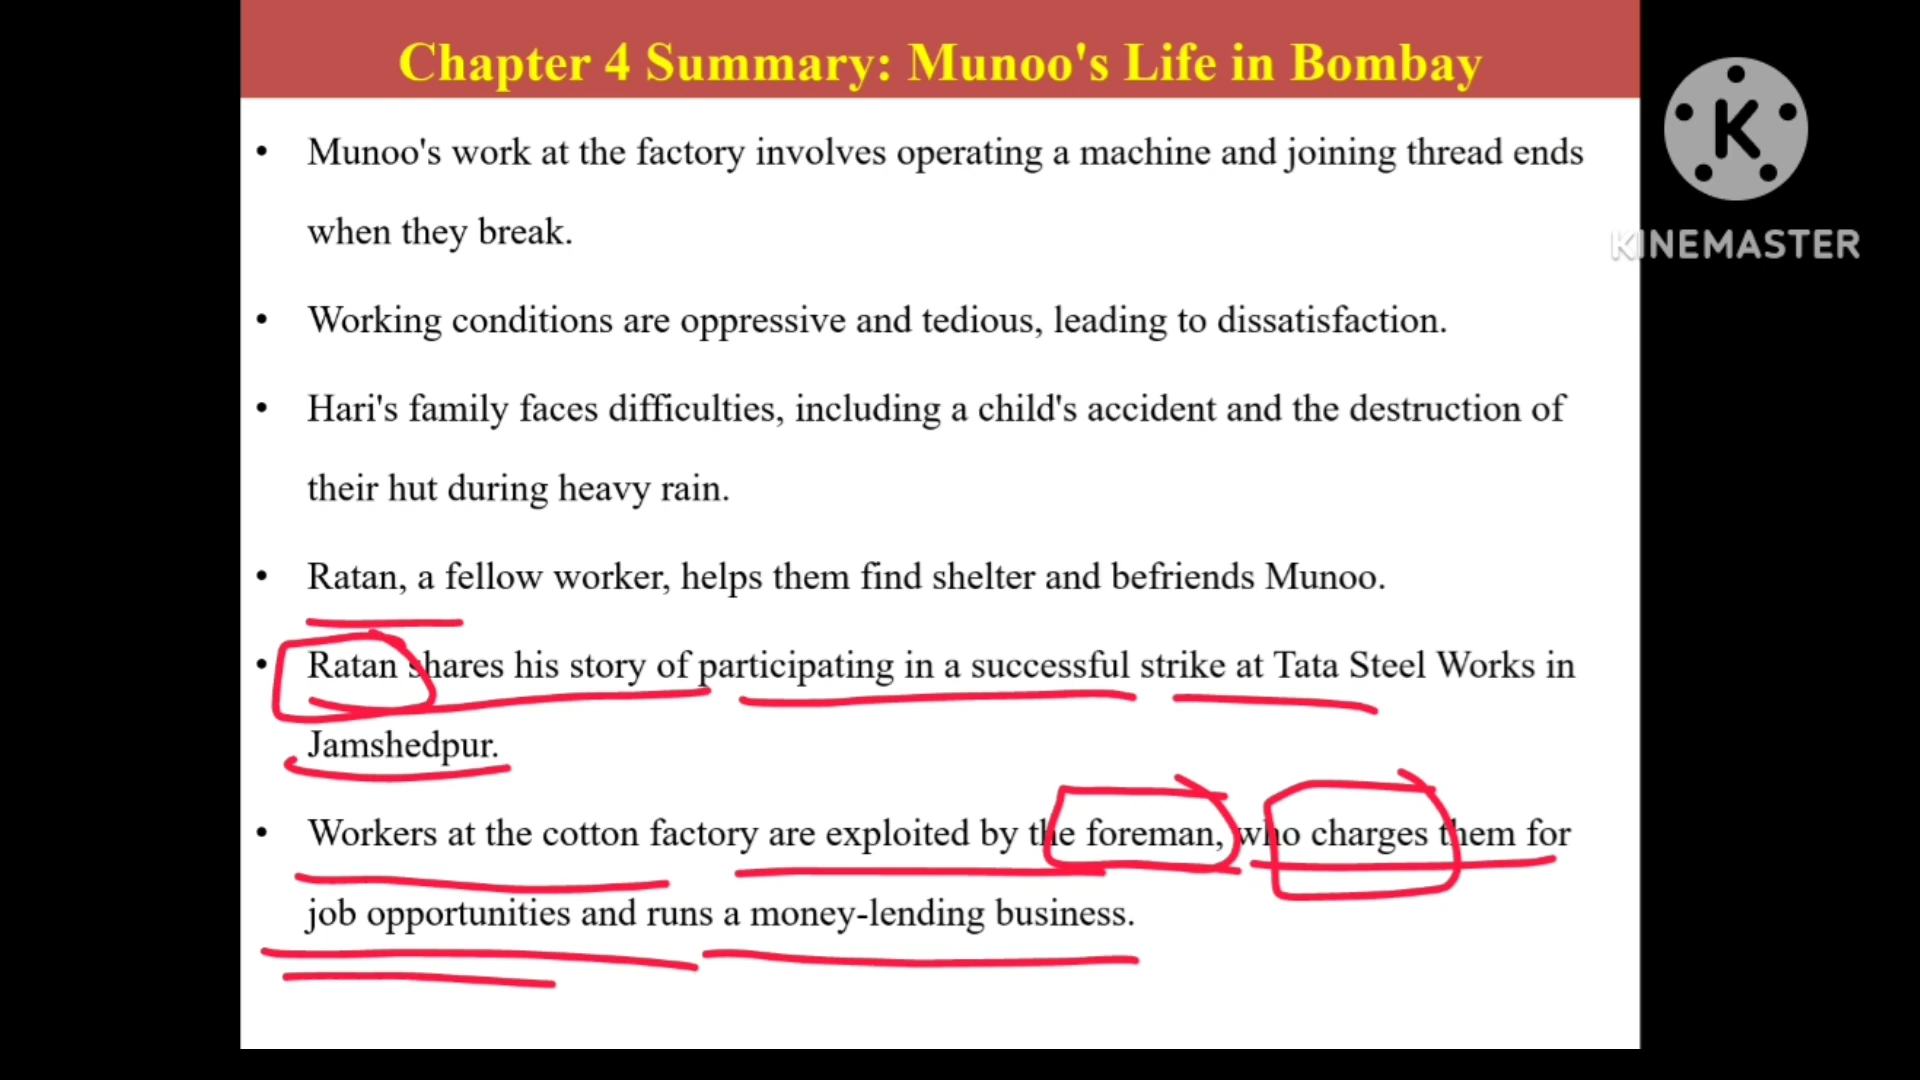 Chapter 4 Summary: Munoo's Life in Bombay
K
KINEMASTER
• Munoo's work at the factory involves operating a machine and joining thread ends
when they break.
• Working conditions are oppressive and tedious, leading to dissatisfaction.
• Hari's family faces difficulties, including a child's accident and the destruction of
their hut during heavy rain.
• Ratan, a fellow worker, helps them find shelter and befriends Munoo.
• Ratan shares his story of participating in a successful strike at Tata Steel Works in
Jamshedpur.
• Workers at the cotton factory are exploited by the foreman, who charges them for
job opportunities and runs a money-lending business.